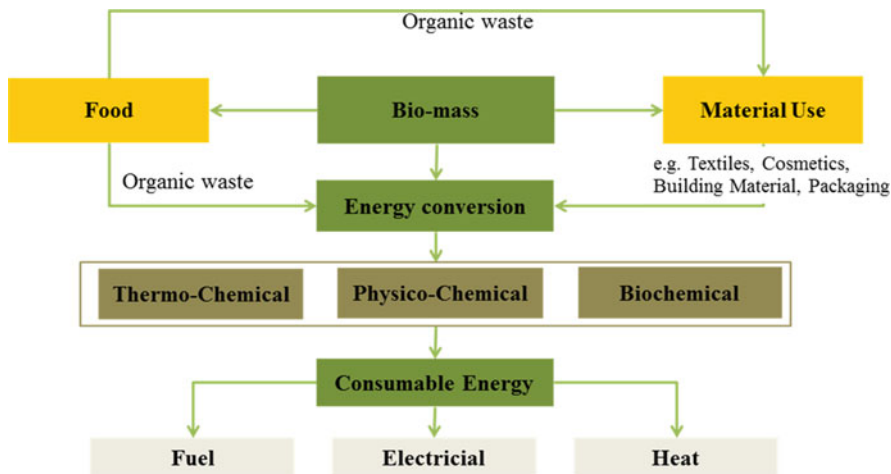 Organic waste
Food
Bio-mass
Material Use
e.g. Textiles, Cosmetics,
Building Material, Packaging
Organic waste
Energy conversion
Thermo-Chemical
Physico-Chemical
Biochemical
Consumable Energy
Fuel
Electricial
Heat